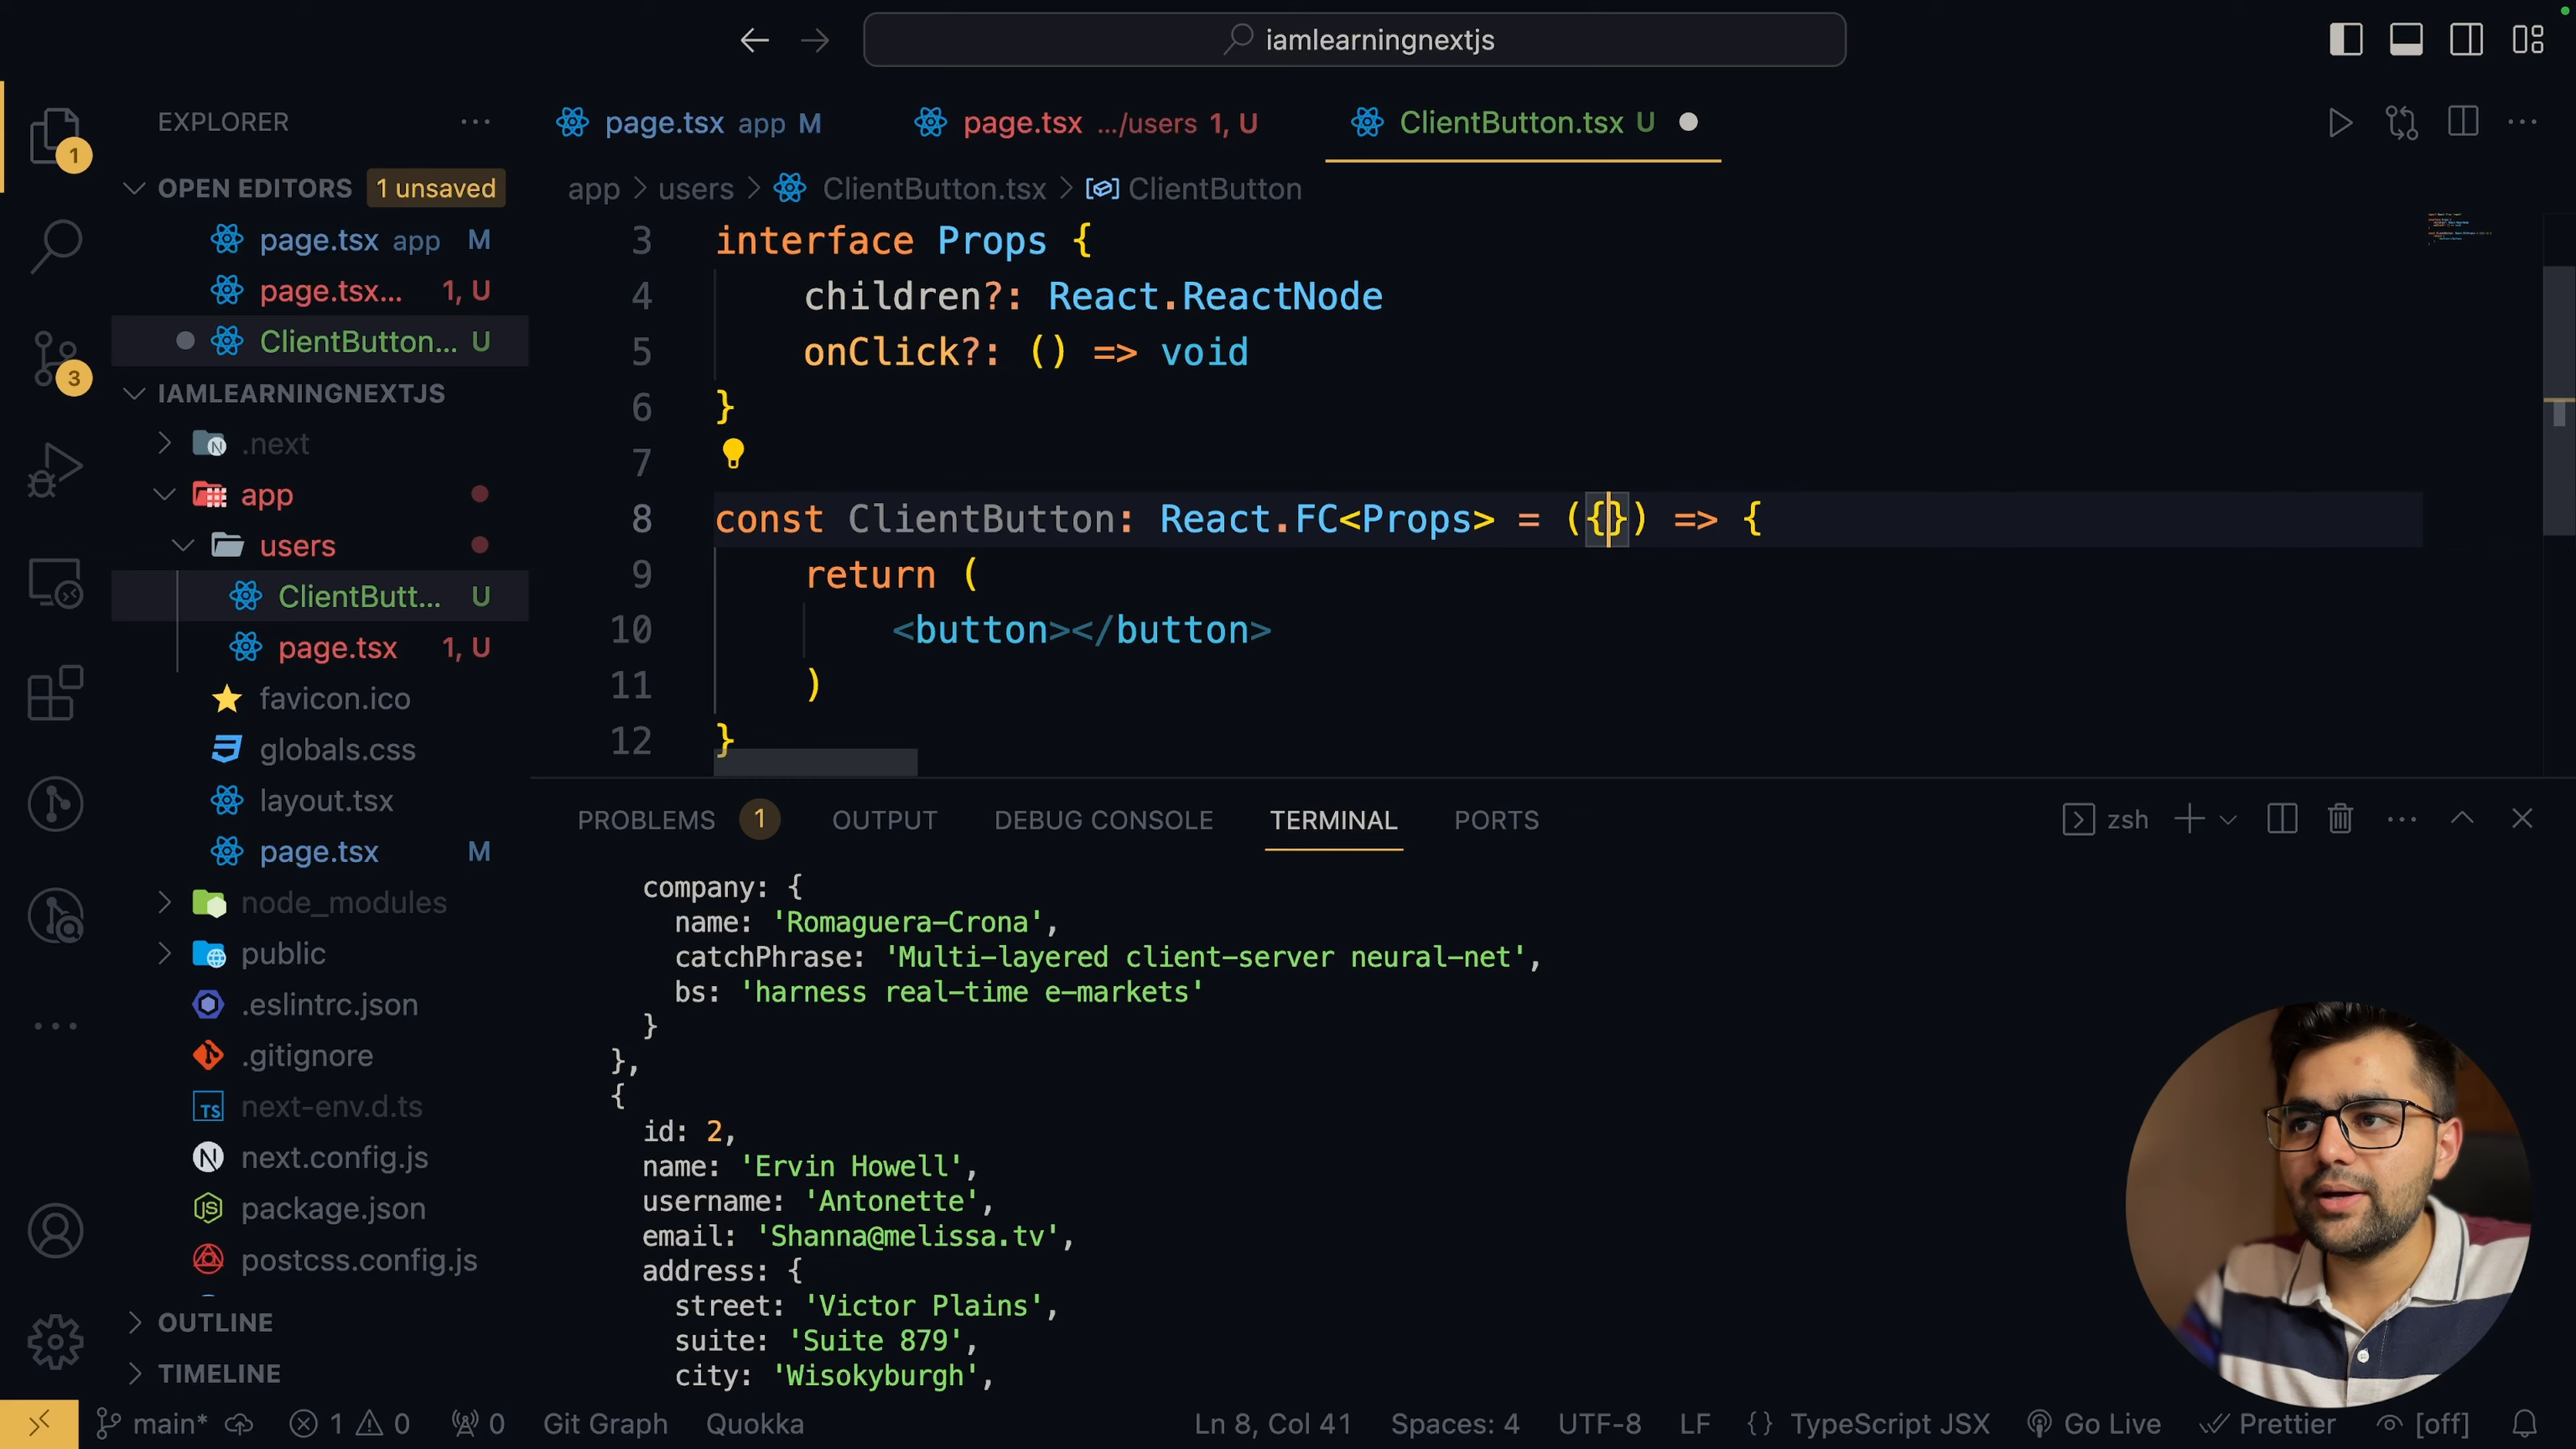 iamlearningnextjs
EXPLORER
page.tsx app M
page.tsx .../users 1, U
ClientButton.tsx U
OPEN EDITORS 1 unsaved
page.tsx app M
page.tsx... 1, U
ClientButton... U
IAMLEARNINGNEXTJS
.next
app
users
ClientButt... U
page.tsx 1, U
favicon.ico
globals.css
layout.tsx
page.tsx M
node_modules
public
.eslintrc.json
.gitignore
next-env.d.ts
next.config.js
package.json
postcss.config.js
OUTLINE
TIMELINE
1
3
app > users > ClientButton.tsx > ClientButton
3 interface Props {
4 children?: React.ReactNode
5 onClick?: () => void
6 }
7
8 const ClientButton: React.FC<Props> = ({}) => {
9 return (
10 <button></button>
11 )
12 }
PROBLEMS 1 OUTPUT DEBUG CONSOLE TERMINAL PORTS
zsh
company: {
name: 'Romaguera-Crona',
catchPhrase: 'Multi-layered client-server neural-net',
bs: 'harness real-time e-markets'
}
},
{
id: 2,
name: 'Ervin Howell',
username: 'Antonette',
email: 'Shanna@melissa.tv',
address: {
street: 'Victor Plains',
suite: 'Suite 879',
city: 'Wisokyburgh',
main* 1 0 0 Git Graph Quokka Ln 8, Col 41 Spaces: 4 UTF-8 LF {} TypeScript JSX Go Live Prettier [off]